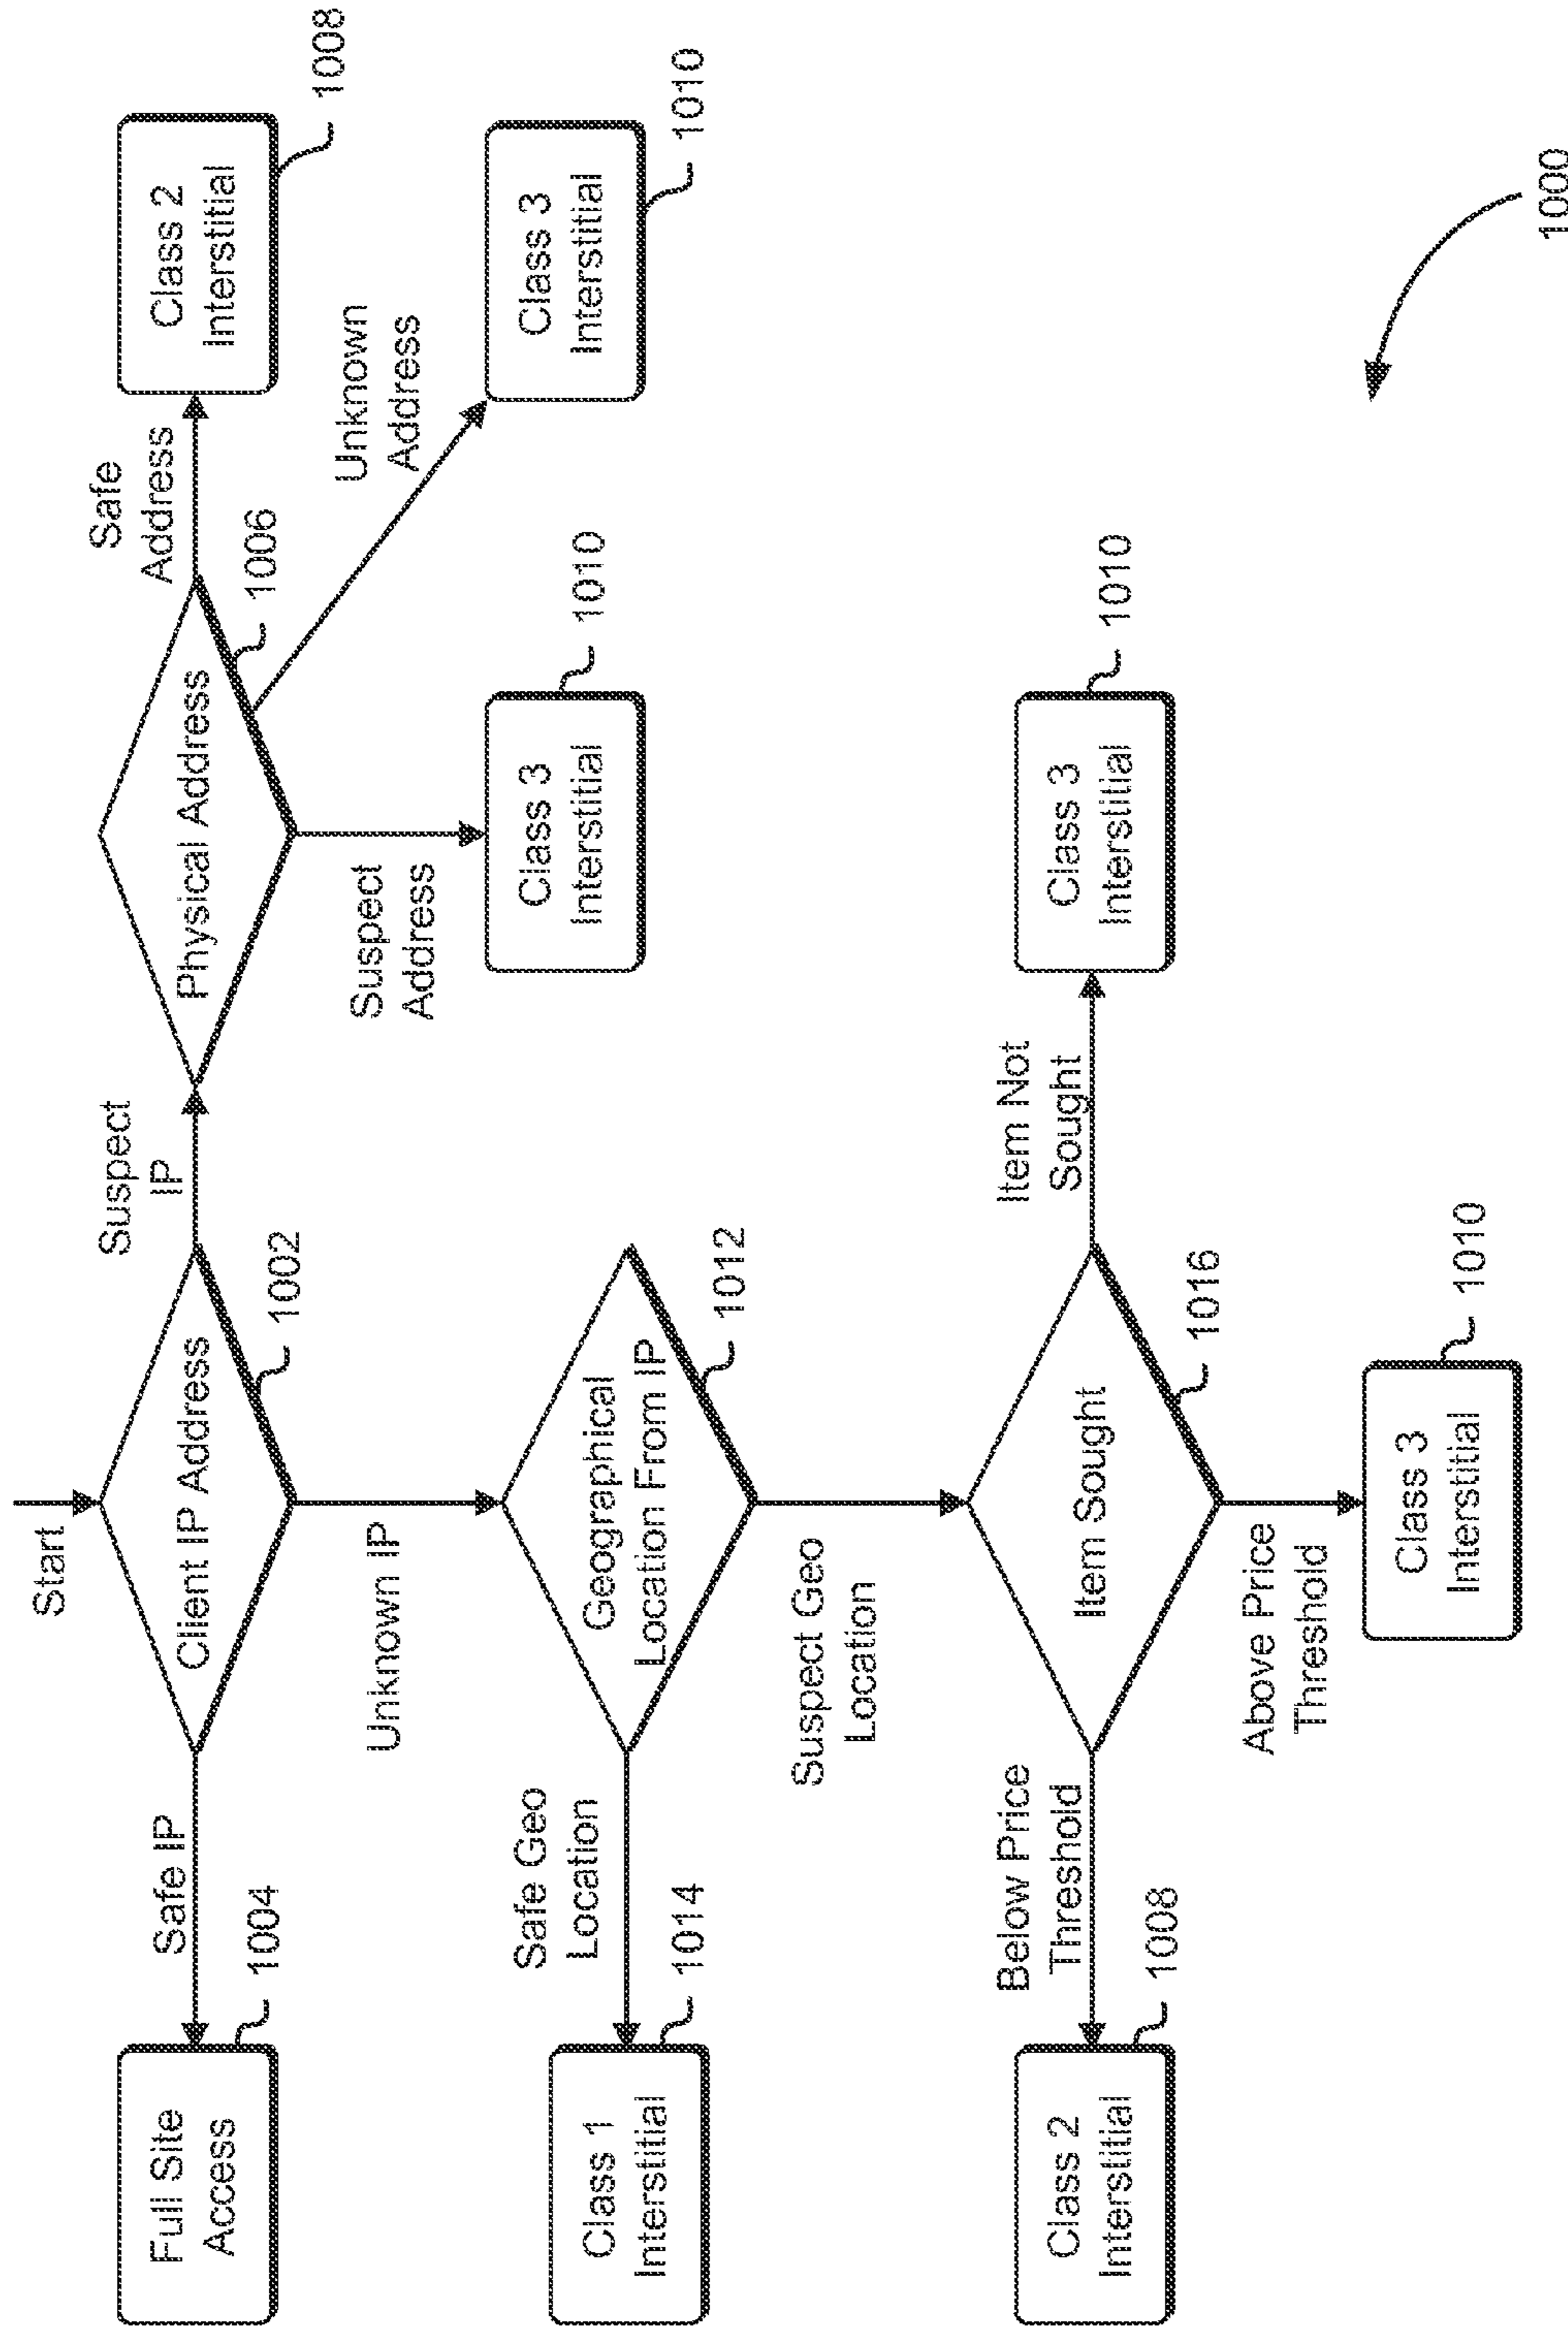 Start
Client IP Address
1002
Safe IP
Full Site
Access
1004
Suspect
IP
Physical Address
1006
Safe
Address
Class 2
Interstitial
1008
Unknown
Address
Class 3
Interstitial
1010
Suspect
Address
Class 3
Interstitial
1010
Unknown IP
Geographical
Location From IP
1012
Safe Geo
Location
Class 1
Interstitial
1014
Suspect Geo
Location
Item Sought
1016
Below Price
Threshold
Class 2
Interstitial
1008
Item Not
Sought
Class 3
Interstitial
1010
Above Price
Threshold
Class 3
Interstitial
1010
1000